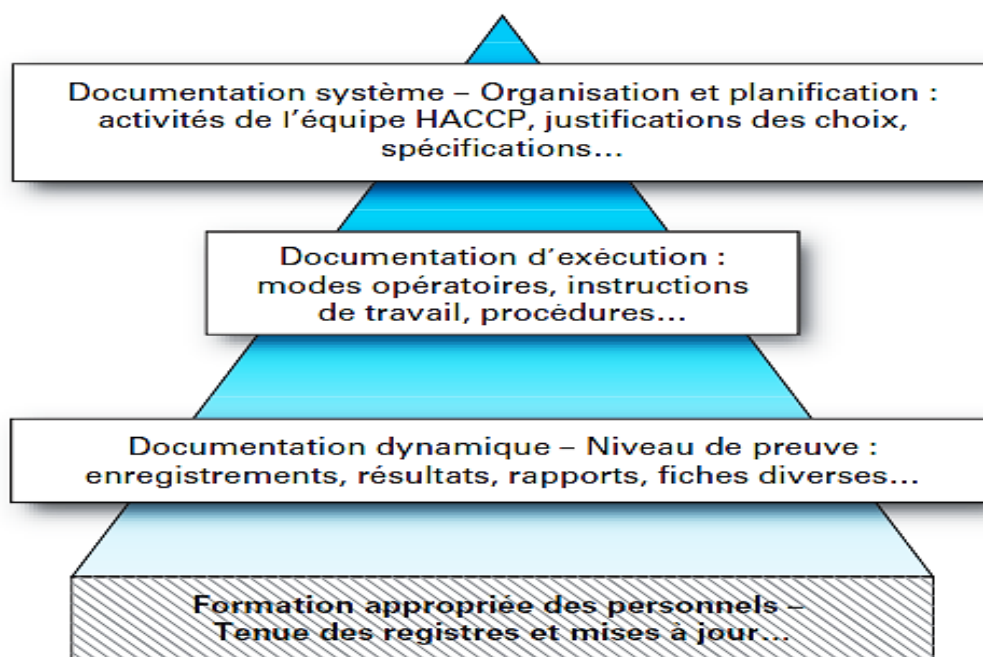 Documentation système – Organisation et planification :
activités de l'équipe HACCP, justifications des choix,
spécifications...
Documentation d'exécution :
modes opératoires, instructions
de travail, procédures...
Documentation dynamique – Niveau de preuve :
enregistrements, résultats, rapports, fiches diverses...
Formation appropriée des personnels –
Tenue des registres et mises à jour...